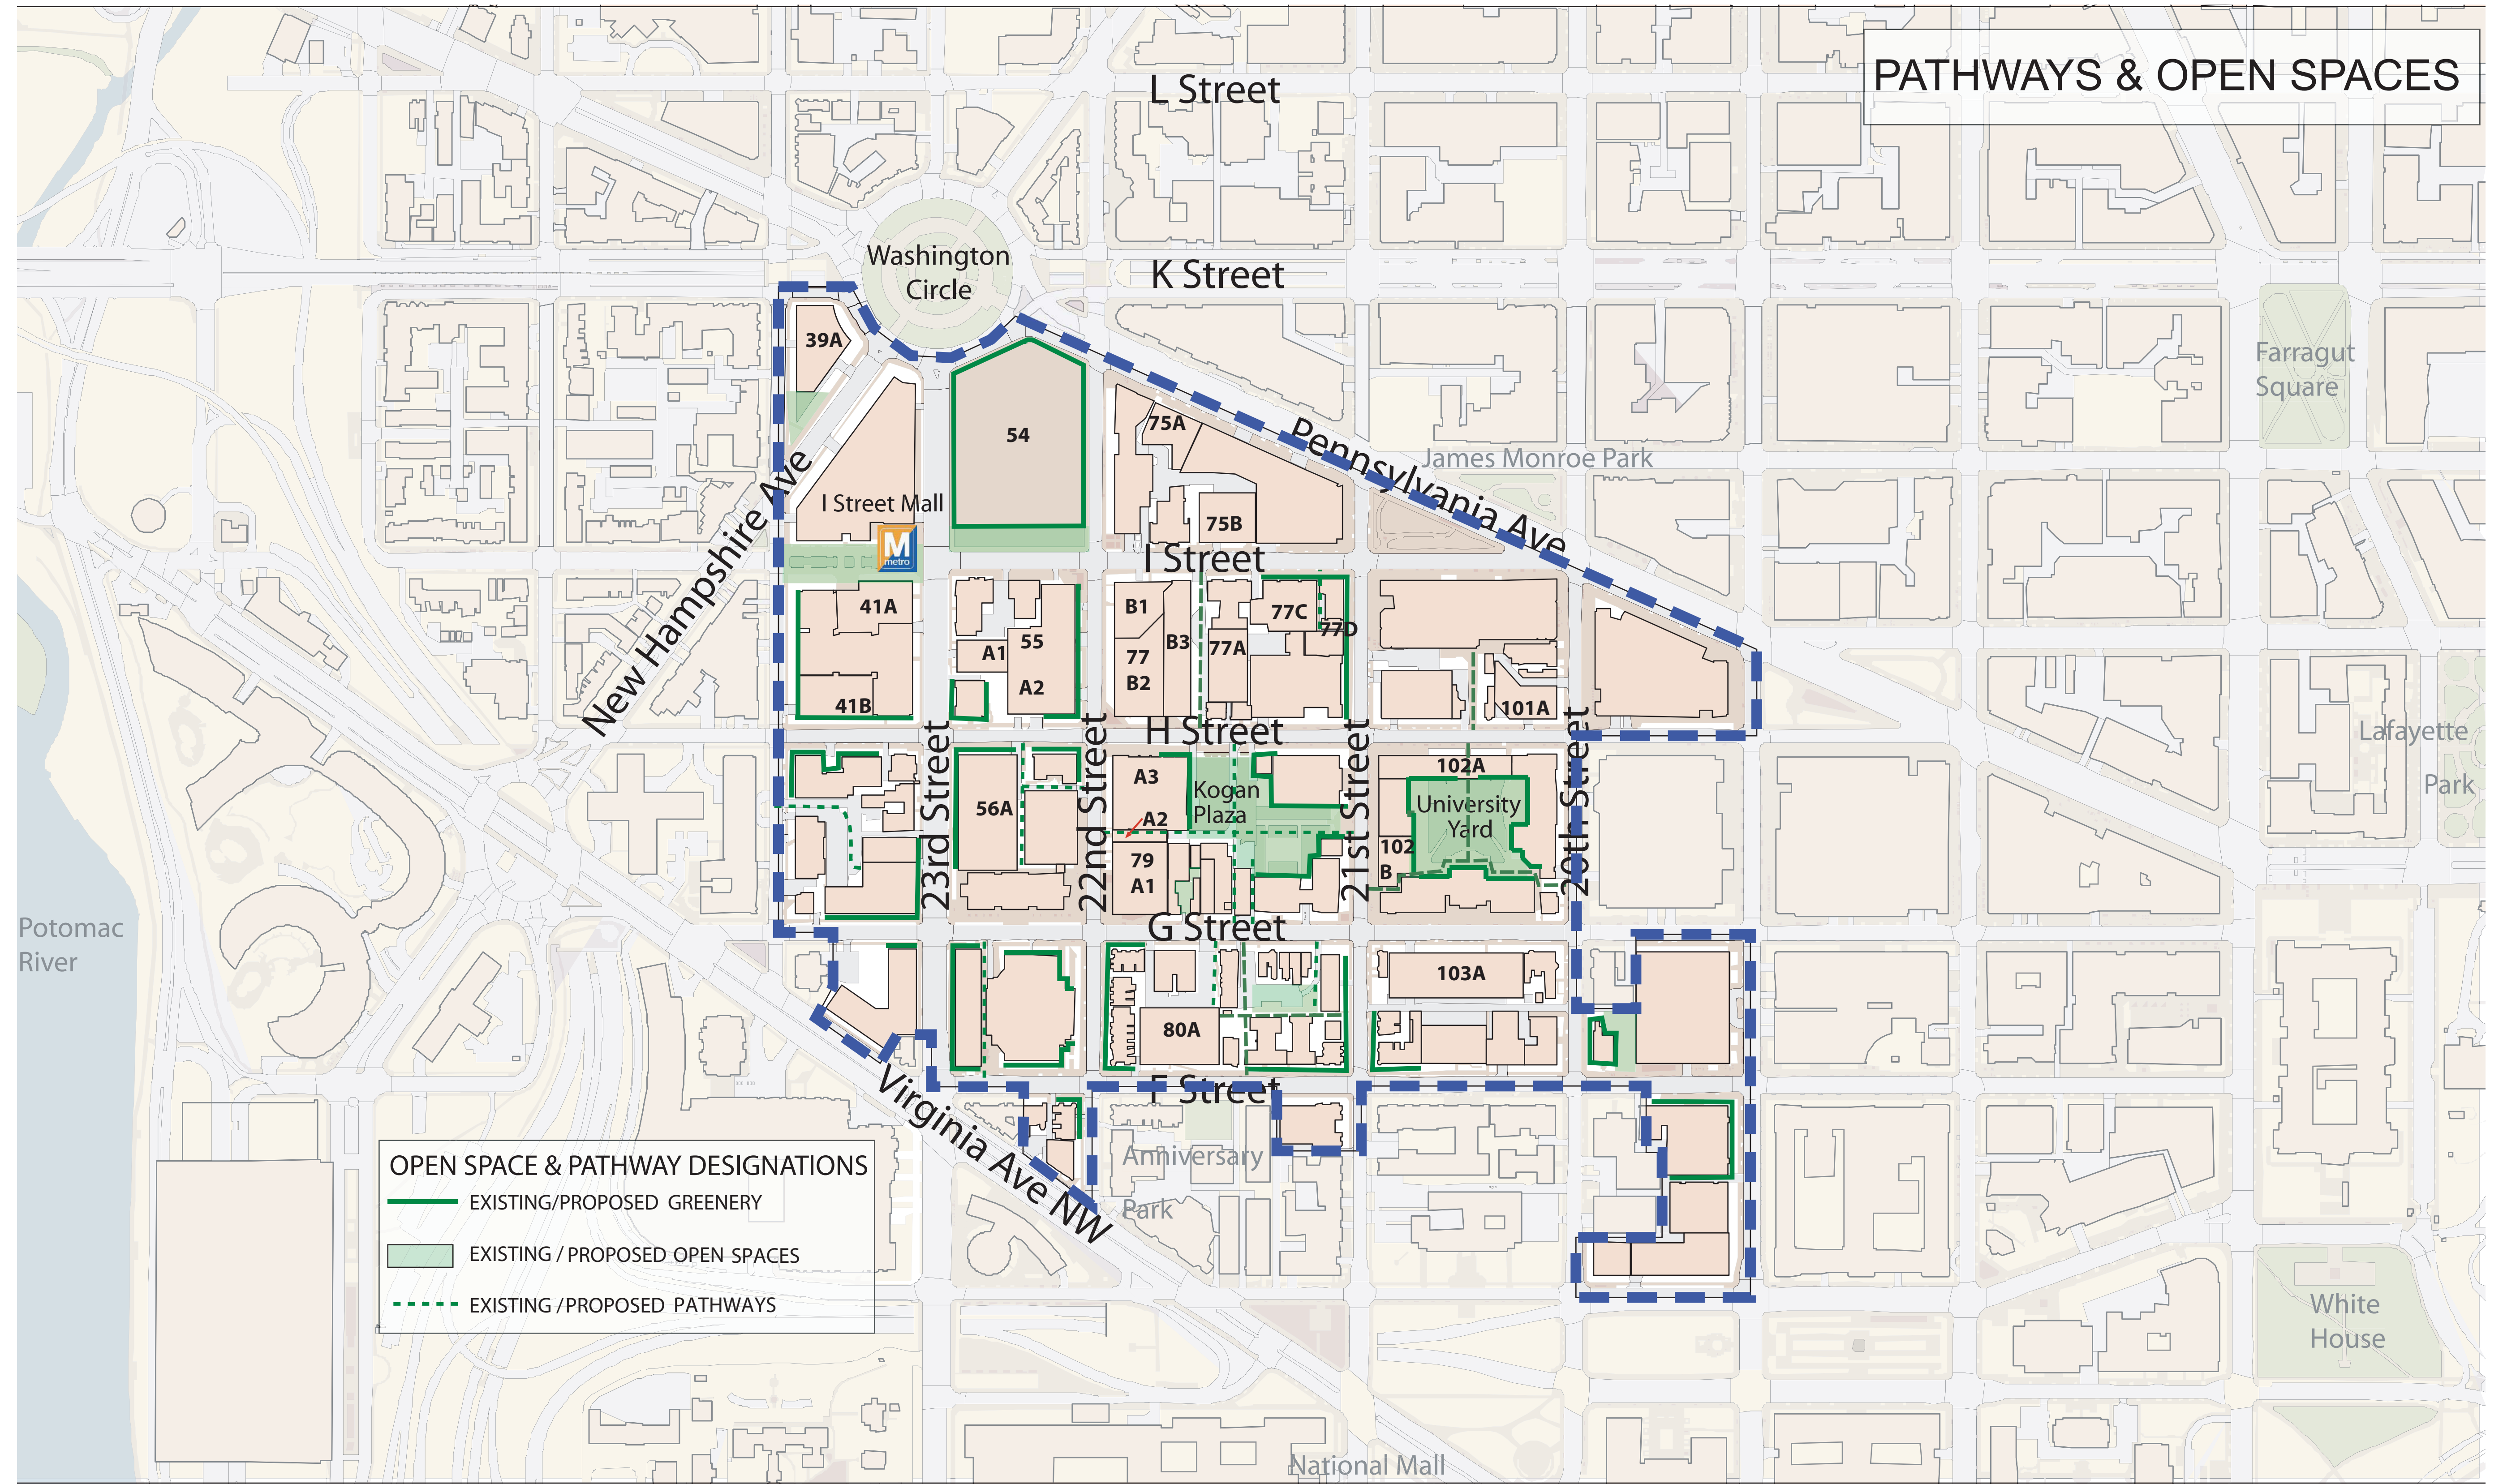 PATHWAYS & OPEN SPACES
L Street
Washington
Circle
K Street
39A
Farragut
Square
54
75A
Pennsylvania Ave
James Monroe Park
New Hampshire Ave
I Street Mall
M
metro
75B
I Street
41A
B1
77C
77D
55
B3
A1
77
77A
B2
A2
41B
101A
H Street
Lafayette
Park
23rd Street
22nd Street
21st Street
20th Street
A3
102A
Kogan
Plaza
University
Yard
56A
A2
102
B
79
A1
G Street
Potomac
River
103A
80A
F Street
Virginia Ave NW
Anniversary
Park
OPEN SPACE & PATHWAY DESIGNATIONS
EXISTING/PROPOSED GREENERY
EXISTING / PROPOSED OPEN SPACES
EXISTING / PROPOSED PATHWAYS
White
House
National Mall